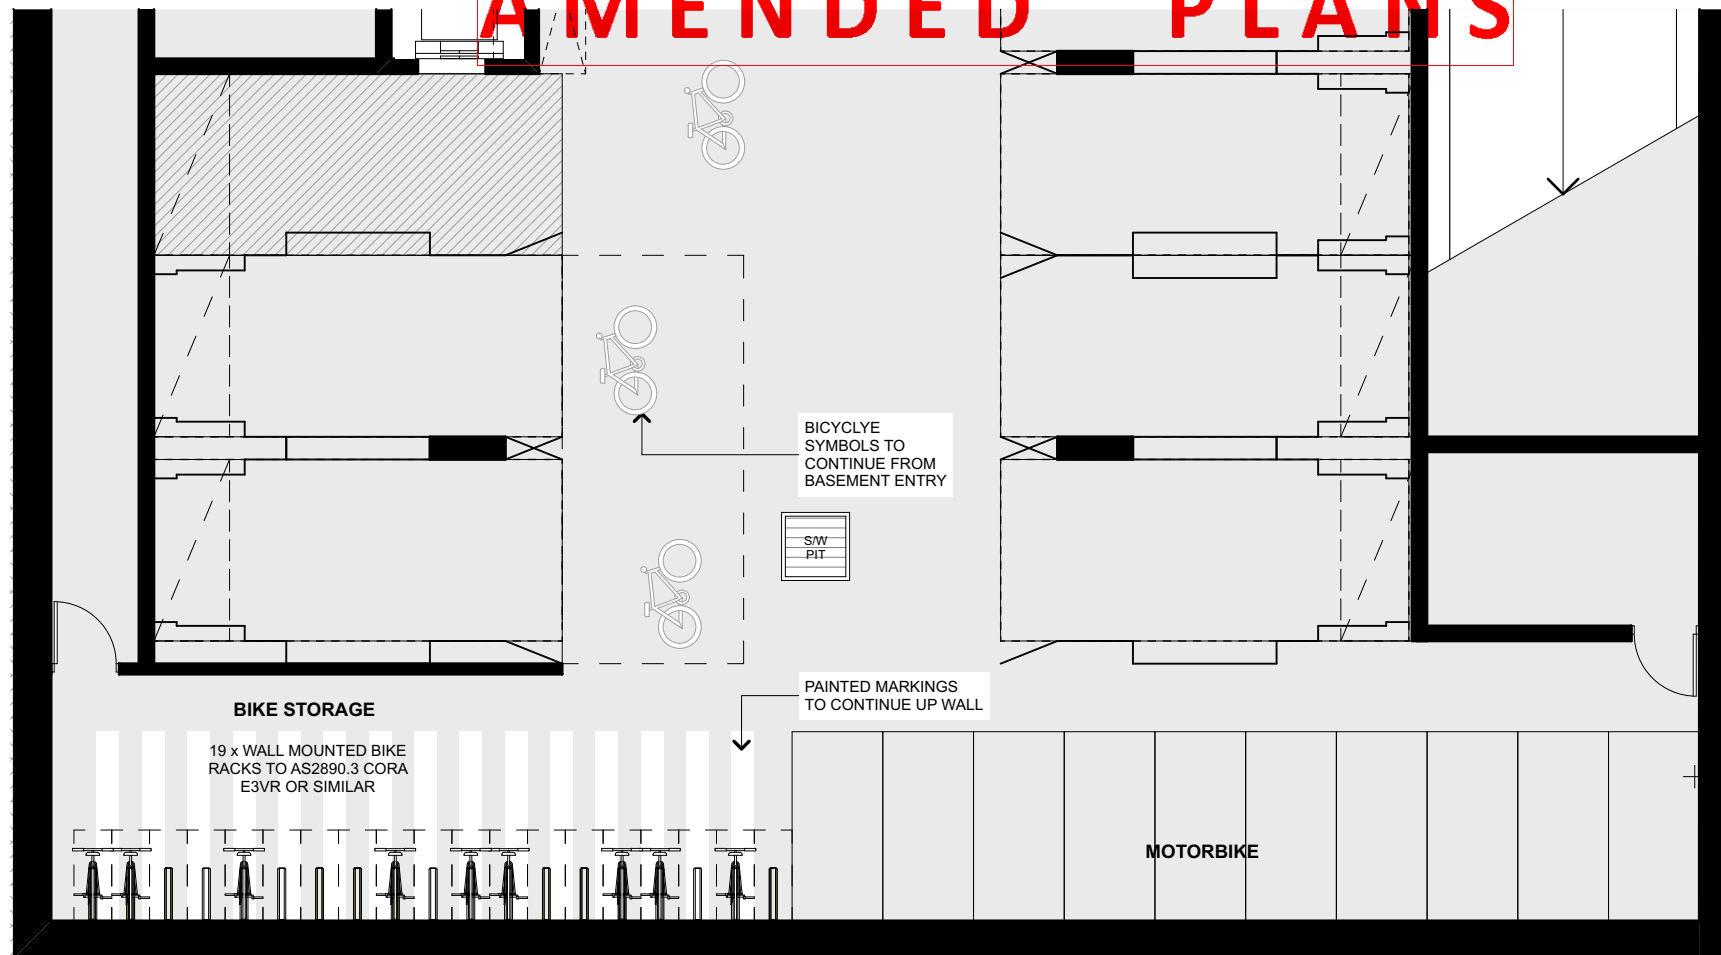 AMENDED PLANS
BICYCLYE
SYMBOLS TO
CONTINUE FROM
BASEMENT ENTRY
S/W
PIT
PAINTED MARKINGS
TO CONTINUE UP WALL
BIKE STORAGE
19 x WALL MOUNTED BIKE
RACKS TO AS2890.3 CORA
E3VR OR SIMILAR
MOTORBIKE